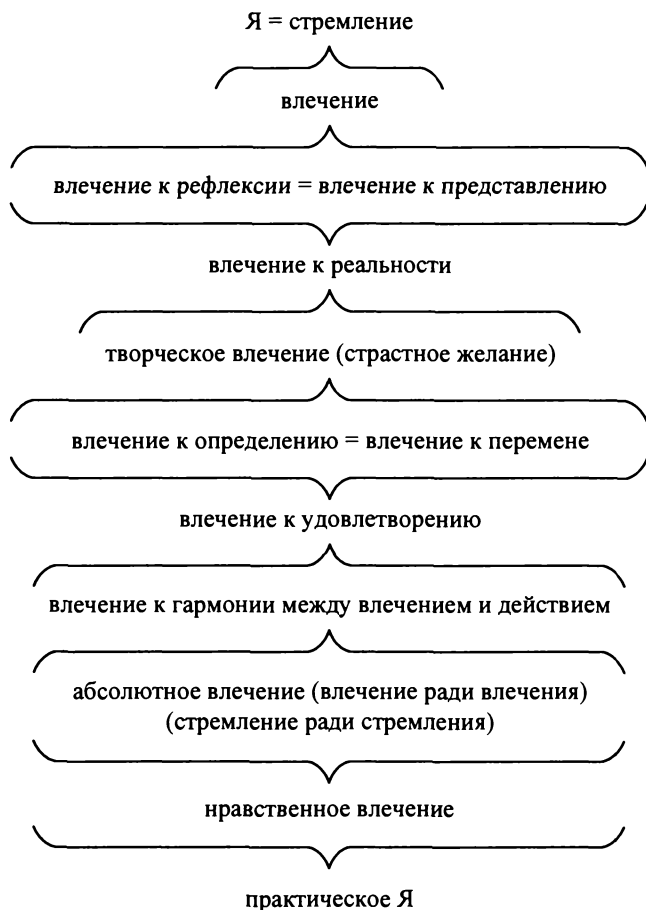 Я = стремление
влечение
влечение к рефлексии = влечение к представлению
влечение к реальности
творческое влечение (страстное желание)
влечение к определению = влечение к перемене
влечение к удовлетворению
влечение к гармонии между влечением и действием
абсолютное влечение (влечение ради влечения)
(стремление ради стремления)
нравственное влечение
практическое Я